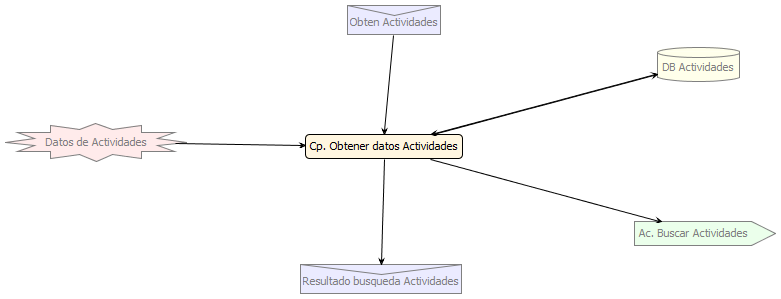 Obten Actividades
DB Actividades
Datos de Actividades
Cp. Obtener datos Actividades
Ac. Buscar Actividades
Resultado busqueda Actividades